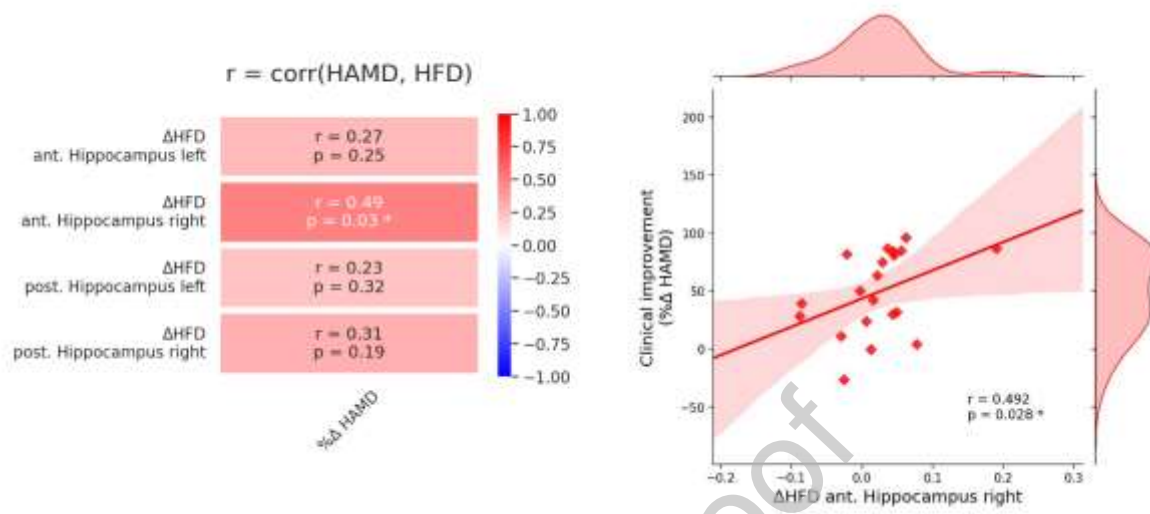 r = corr(HAMD, HFD)
ΔHFD
ant. Hippocampus left
r = 0.27
p = 0.25
ΔHFD
ant. Hippocampus right
r = 0.49
p = 0.03 *
ΔHFD
post. Hippocampus left
r = 0.23
p = 0.32
ΔHFD
post. Hippocampus right
r = 0.31
p = 0.19
%Δ HAMD
1.00
0.75
0.50
0.25
0.00
−0.25
−0.50
−0.75
−1.00
Clinical improvement
(%Δ HAMD)
200
150
100
50
0
−50
r = 0.492
p = 0.028 *
−0.2 −0.1 0.0 0.1 0.2 0.3
ΔHFD ant. Hippocampus right
roof